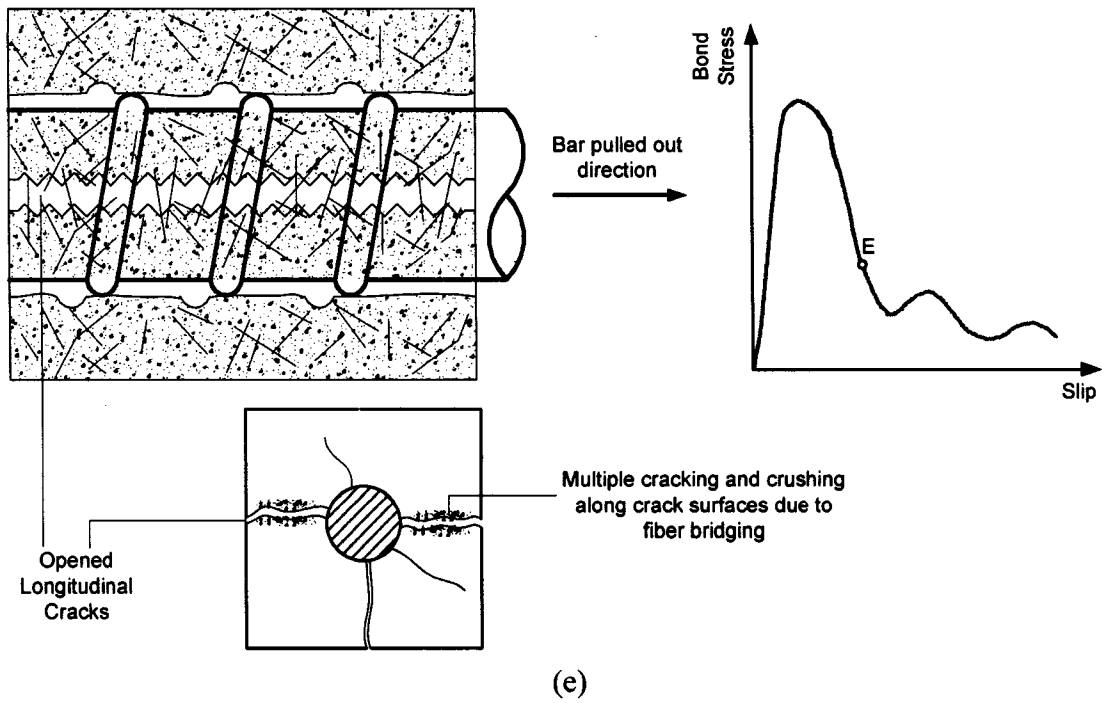 Bond
Stress
Bar pulled out
direction
E
Slip
Multiple cracking and crushing
along crack surfaces due to
fiber bridging
Opened
Longitudinal
Cracks
(e)